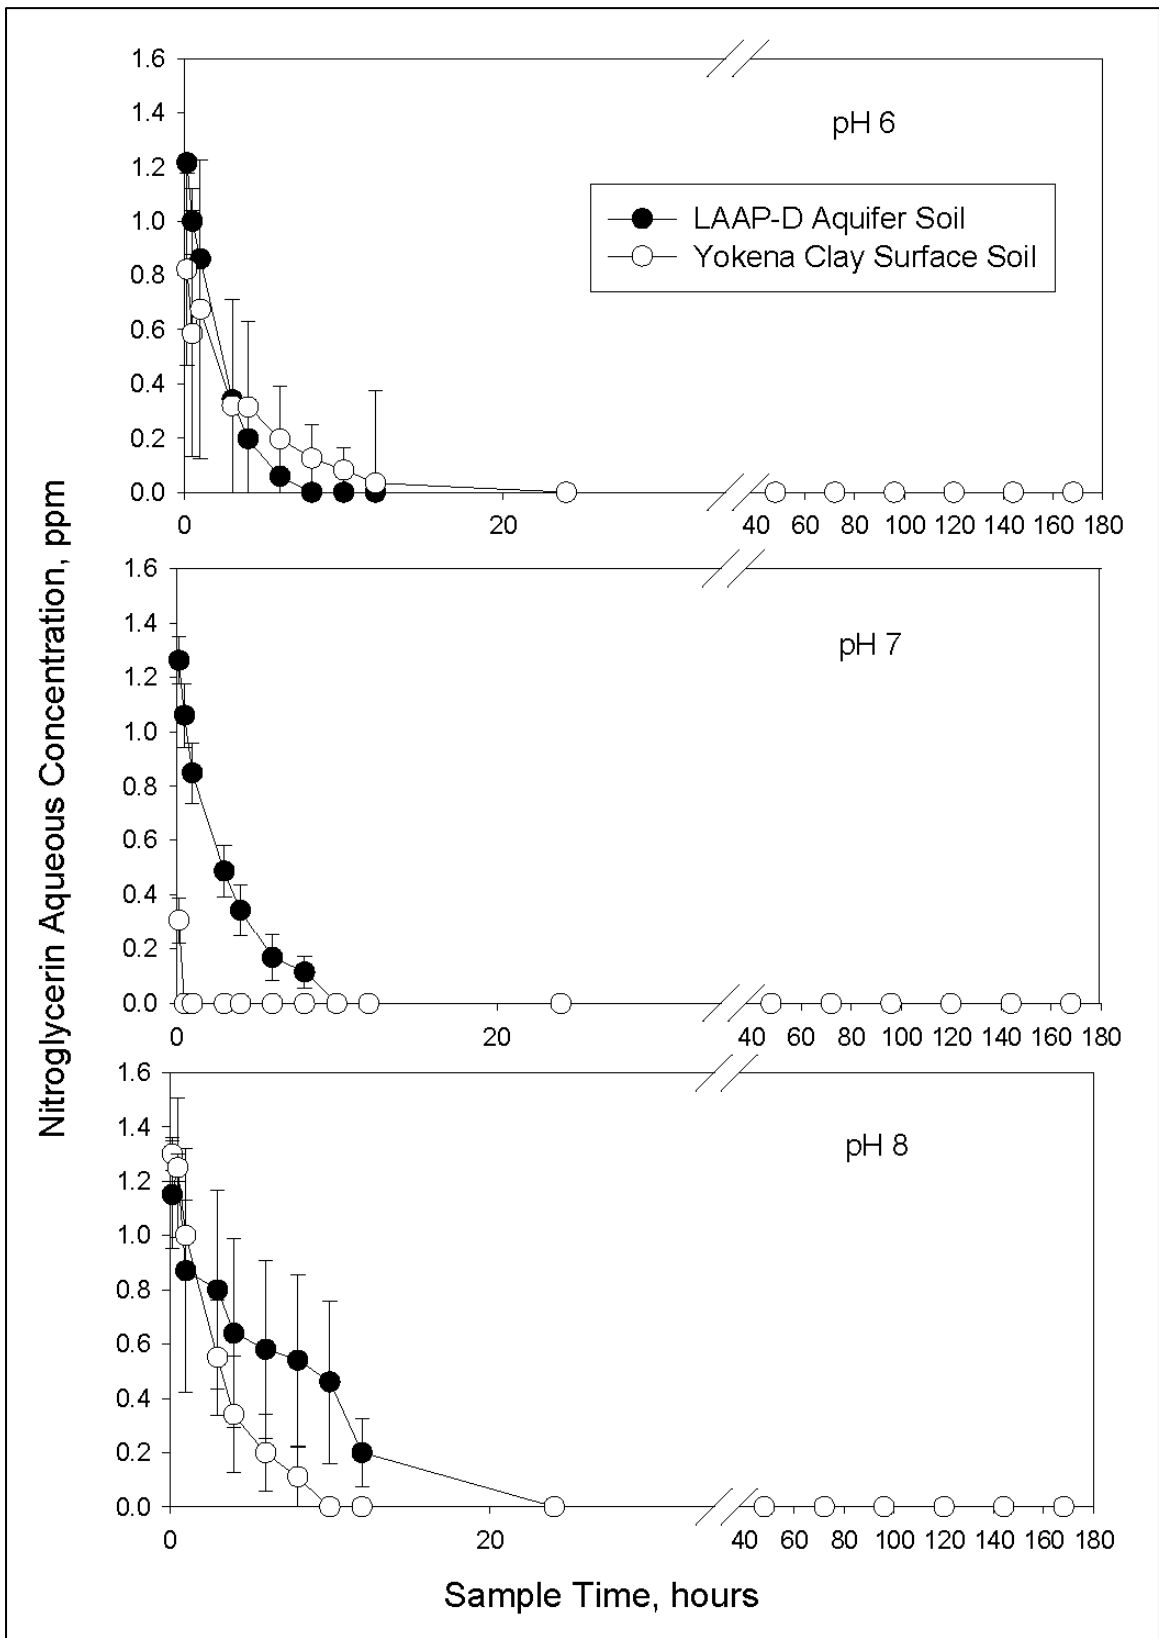 Nitroglycerin Aqueous Concentration, ppm
1.6
1.4
1.2
1.0
0.8
0.6
0.4
0.2
0.0
pH 6
LAAP-D Aquifer Soil
Yokena Clay Surface Soil
0 20 40 60 80 100 120 140 160 180
1.6
1.4
1.2
1.0
0.8
0.6
0.4
0.2
0.0
pH 7
0 20 40 60 80 100 120 140 160 180
1.6
1.4
1.2
1.0
0.8
0.6
0.4
0.2
0.0
pH 8
0 20 40 60 80 100 120 140 160 180
Sample Time, hours